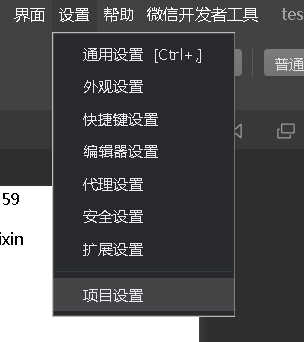 界面 设置 帮助 微信开发者工具 tes
通用设置 [Ctrl+,]
普通
外观设置
快捷键设置
编辑器设置
代理设置
59
安全设置
ixin
扩展设置
项目设置